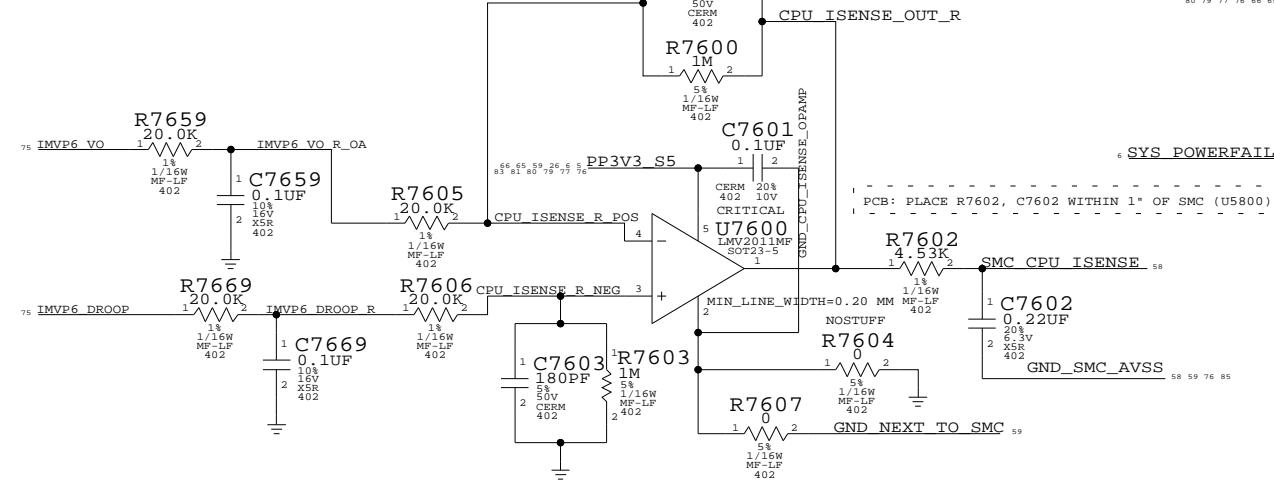 50V
CERM
402
CPU_ISENSE_OUT_R
80 79 77 76 66 65
R7600
1M
1 2
5%
1/16W
MF-LF
402
R7659
20.0K
75 IMVP6_VO
1 2
IMVP6_VO_R_OA
1%
1/16W
MF-LF
402
1
C7659
0.1UF
10%
16V
X5R
402
2
R7605
20.0K
1 2
1%
1/16W
MF-LF
402
CPU_ISENSE_R_POS
66 65 59 26 6 5
83 81 80 79 77 76
PP3V3_S5
C7601
0.1UF
1 2
CERM 20%
402 10V
GND_CPU_ISENSE_OPAMP
CRITICAL
U7600
LMV2011MF
SOT23-5
5
4
3
1
2
−
+
6 SYS_POWERFAIL
PCB: PLACE R7602, C7602 WITHIN 1" OF SMC (U5800)
R7602
4.53K
1 2
1%
1/16W
MF-LF
402
SMC_CPU_ISENSE 58
1
C7602
0.22UF
20%
6.3V
X5R
402
2
GND_SMC_AVSS 58 59 76 85
R7669
20.0K
75 IMVP6_DROOP
1 2
IMVP6_DROOP_R
1%
1/16W
MF-LF
402
1
C7669
0.1UF
10%
16V
X5R
402
2
R7606
20.0K
1 2
1%
1/16W
MF-LF
402
CPU_ISENSE_R_NEG
MIN_LINE_WIDTH=0.20 MM
1
C7603
180PF
5%
50V
CERM
402
2
1
R7603
1M
5%
1/16W
MF-LF
402
2
NOSTUFF
R7604
0
1 2
5%
1/16W
MF-LF
402
R7607
0
1 2
5%
1/16W
MF-LF
402
GND_NEXT_TO_SMC 59